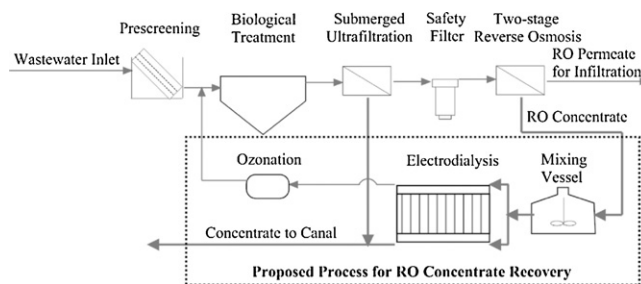 Prescreening
Biological
Treatment
Submerged
Ultrafiltration
Safety
Filter
Two-stage
Reverse Osmosis
Wastewater Inlet
RO Permeate
for Infiltration
RO Concentrate
Ozonation
Electrodialysis
Mixing
Vessel
Concentrate to Canal
Proposed Process for RO Concentrate Recovery